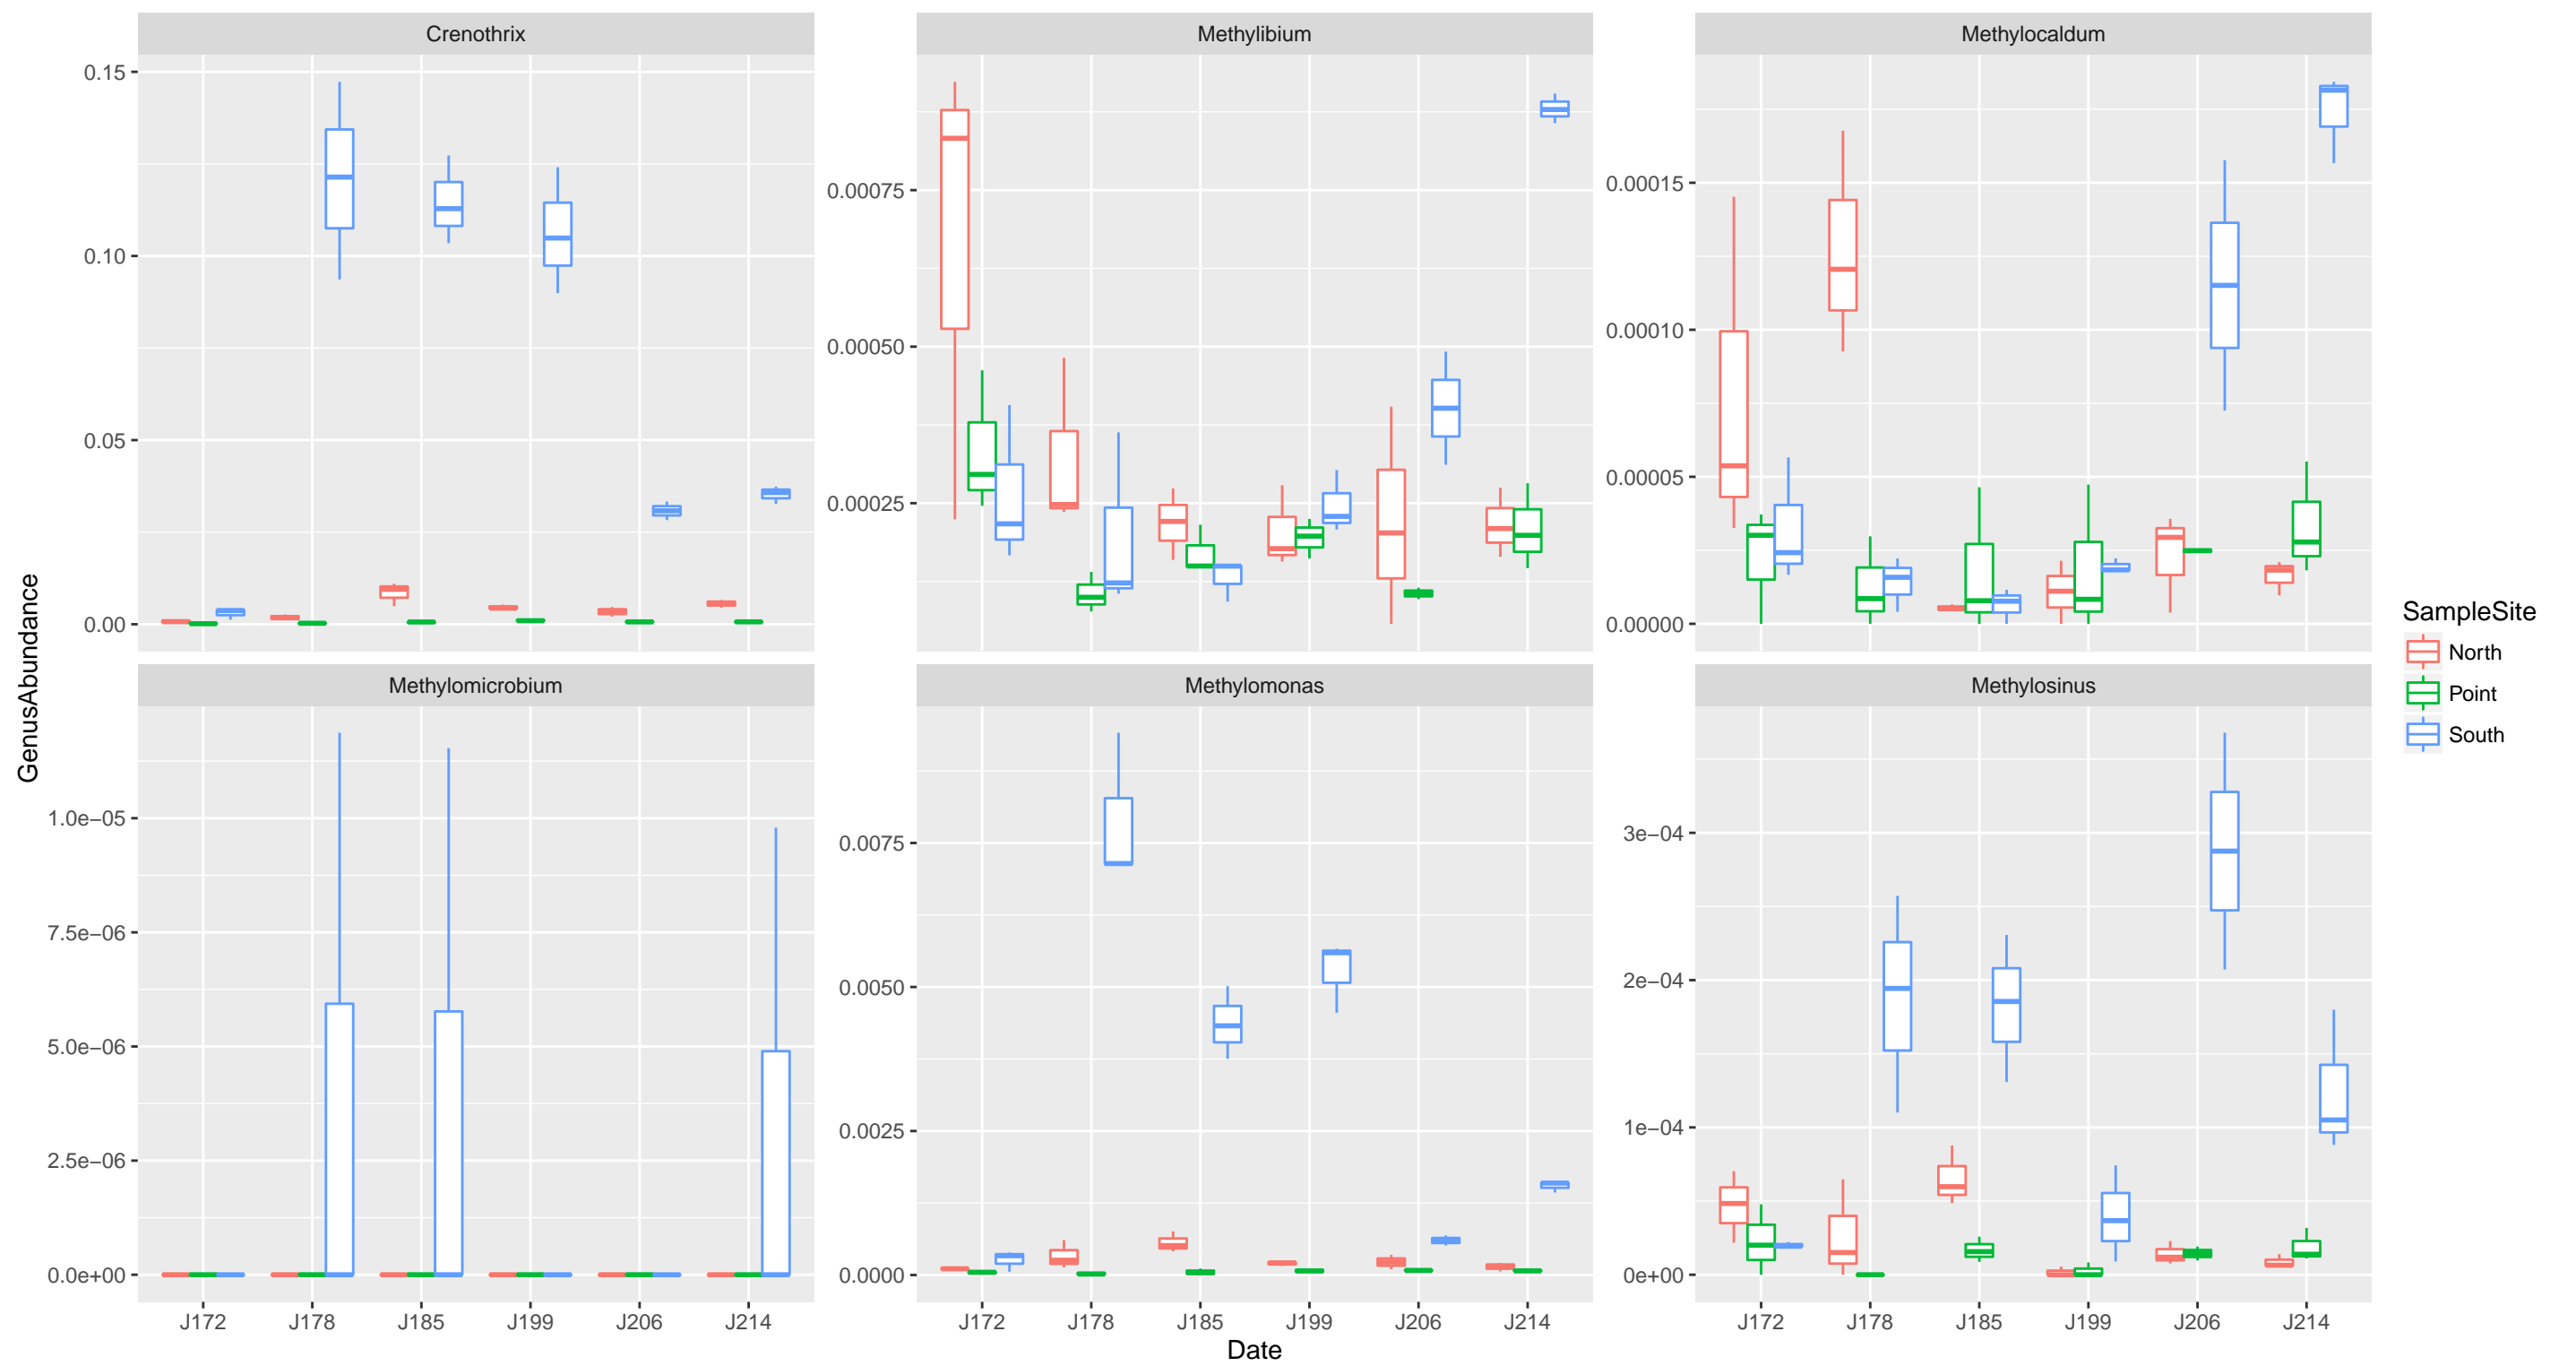 Crenothrix
Methylibium
Methylocaldum
0.15
0.10
0.05
0.00
0.00075
0.00050
0.00025
0.00015
0.00010
0.00005
0.00000
GenusAbundance
Methylomicrobium
Methylomonas
Methylosinus
1.0e−05
7.5e−06
5.0e−06
2.5e−06
0.0e+00
0.0075
0.0050
0.0025
0.0000
3e−04
2e−04
1e−04
0e+00
J172 J178 J185 J199 J206 J214
J172 J178 J185 J199 J206 J214
J172 J178 J185 J199 J206 J214
Date
SampleSite
North
Point
South